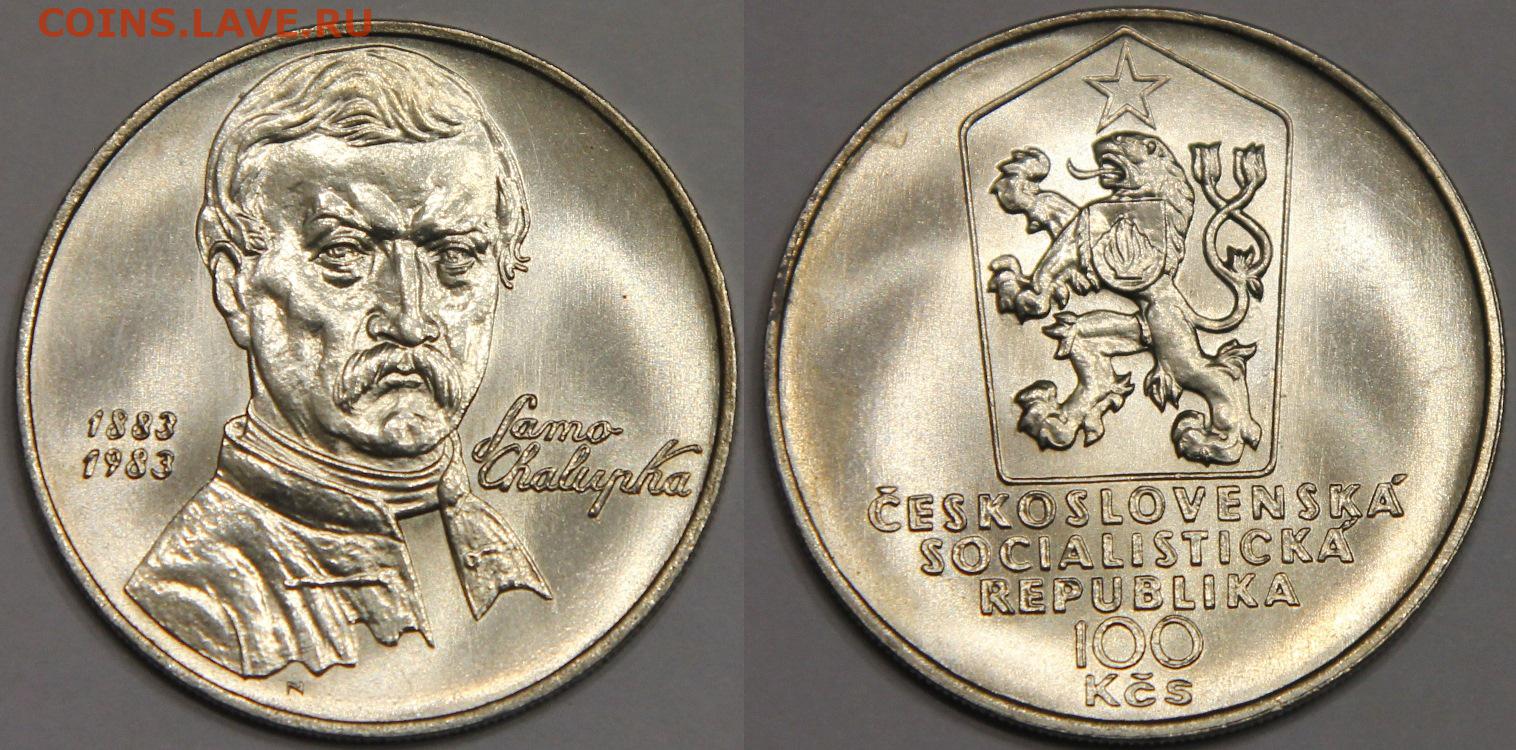 COINS.LAVE.RU
1883
1983
Samo
Chalupka
N
ČESKOSLOVENSKÁ
SOCIALISTICKÁ
REPUBLIKA
100
Kčs